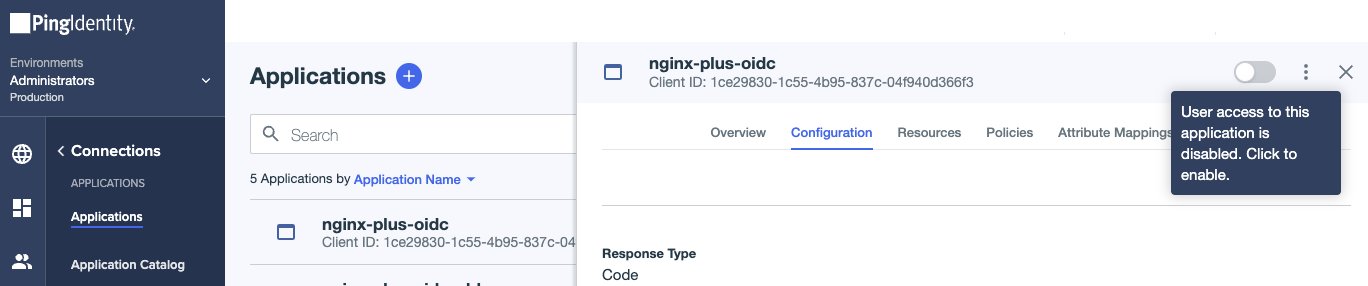 PingIdentity.
Environments
Administrators
Production
Connections
APPLICATIONS
Applications
Application Catalog
Applications
Search
5 Applications by Application Name
nginx-plus-oidc
Client ID: 1ce29830-1c55-4b95-837c-04
nginx-plus-oidc
Client ID: 1ce29830-1c55-4b95-837c-04f940d366f3
Overview Configuration Resources Policies Attribute Mappings
User access to this
application is
disabled. Click to
enable.
Response Type
Code